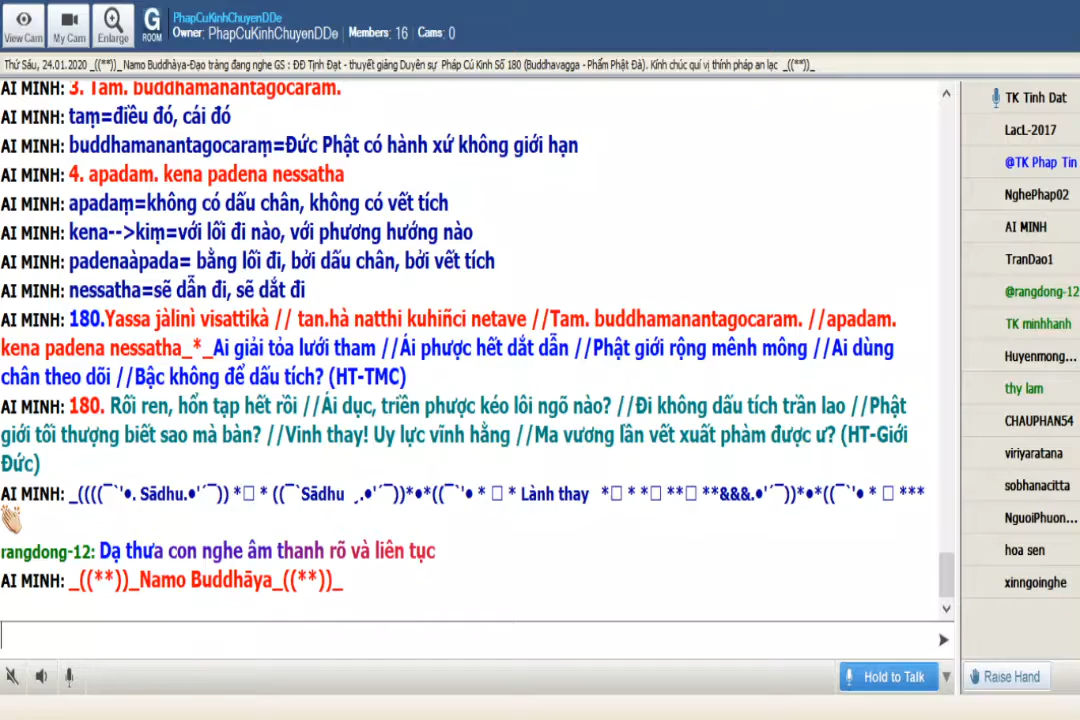 PhapCuKinhChuyenDDe
Owner: PhapCuKinhChuyenDDe Members: 16 Cams: 0
View Cam My Cam Enlarge G ROOM
Thứ Sáu, 24.01.2020 _((**))_Namo Buddhàya-Đạo tràng đang nghe GS : ĐĐ Tịnh Đạt - thuyết giảng Duyên sự Pháp Cú Kinh Số 180 (Buddhavagga - Phẩm Phật Đà). Kính chúc quí vị thính pháp an lạc _((**))_
AI MINH: 3. Tam. buddhamanantagocaram.
AI MINH: taṃ=điều đó, cái đó
AI MINH: buddhamanantagocaraṃ=Đức Phật có hành xứ không giới hạn
AI MINH: 4. apadam. kena padena nessatha
AI MINH: apadaṃ=không có dấu chân, không có vết tích
AI MINH: kena-->kiṃ=với lối đi nào, với phương hướng nào
AI MINH: padenaàpada= bằng lối đi, bởi dấu chân, bởi vết tích
AI MINH: nessatha=sẽ dẫn đi, sẽ dắt đi
AI MINH: 180.Yassa jàlinì visattikà // tan.hà natthi kuhiñci netave //Tam. buddhamanantagocaram. //apadam.
kena padena nessatha_*_Ai giải tỏa lưới tham //Ái phược hết dắt dẫn //Phật giới rộng mênh mông //Ai dùng
chân theo dõi //Bậc không để dấu tích? (HT-TMC)
AI MINH: 180. Rối ren, hổn tạp hết rồi //Ái dục, triền phược kéo lôi ngõ nào? //Đi không dấu tích trần lao //Phật
giới tối thượng biết sao mà bàn? //Vinh thay! Uy lực vĩnh hằng //Ma vương lần vết xuất phàm được ư? (HT-Giới
Đức)
AI MINH: _((((¯`'•. Sādhu.•'´¯)) *□ * ((¯`Sādhu ¸.•'´¯))*•*((¯`'• * □ * Lành thay *□ * *□ **□ **&&&.•'´¯))*•*((¯`'• * □ ***
👏
rangdong-12: Dạ thưa con nghe âm thanh rõ và liên tục
AI MINH: _((**))_Namo Buddhāya_((**))_
TK Tinh Dat
LacL-2017
@TK Phap Tin
NghePhap02
AI MINH
TranDao1
@rangdong-12
TK minhhanh
Huyenmong...
thy lam
CHAUPHAN54
viriyaratana
sobhanacitta
NguoiPhuon...
hoa sen
xinngoinghe
Hold to Talk
Raise Hand